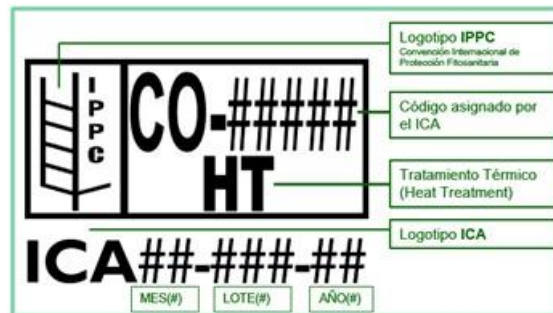 Logotipo IPPC
Convención Internacional de
Protección Fitosanitaria
IPPC
CO-#####
Código asignado por
el ICA
HT
Tratamiento Térmico
(Heat Treatment)
Logotipo ICA
ICA##-###-##
MES(#) LOTE(#) AÑO(#)